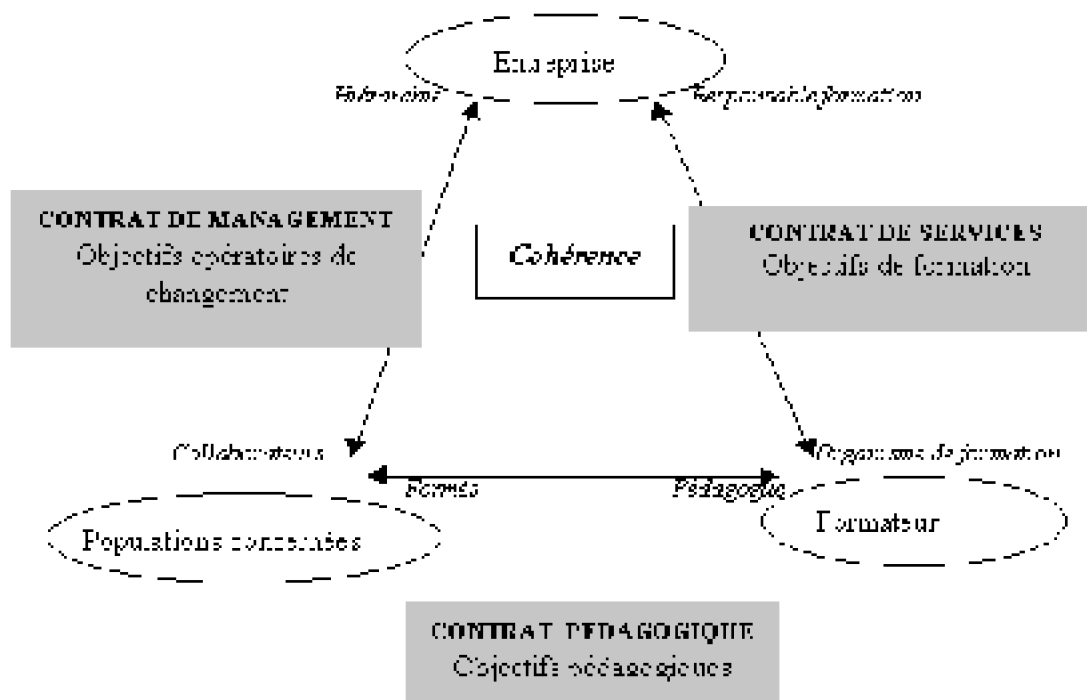 Entreprise
Responsable formation
CONTRAT DE MANAGEMENT
Objectifs opératoires de
changement
Cohérence
CONTRAT DE SERVICES
Objectifs de formation
Collaborateurs
Organisme de formation
Formés
Pédagogue
Populations concernées
Formateur
CONTRAT PEDAGOGIQUE
Objectifs pédagogiques